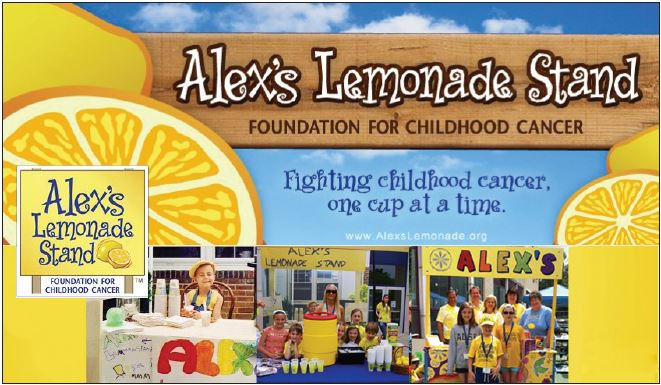 Alex's Lemonade Stand
FOUNDATION FOR CHILDHOOD CANCER
Fighting childhood cancer,
one cup at a time.
www.AlexsLemonade.org
Alex's
Lemonade
Stand
FOUNDATION FOR
CHILDHOOD CANCER
TM
ALEX
ALEX'S
LEMONADE STAND
ALEX'S